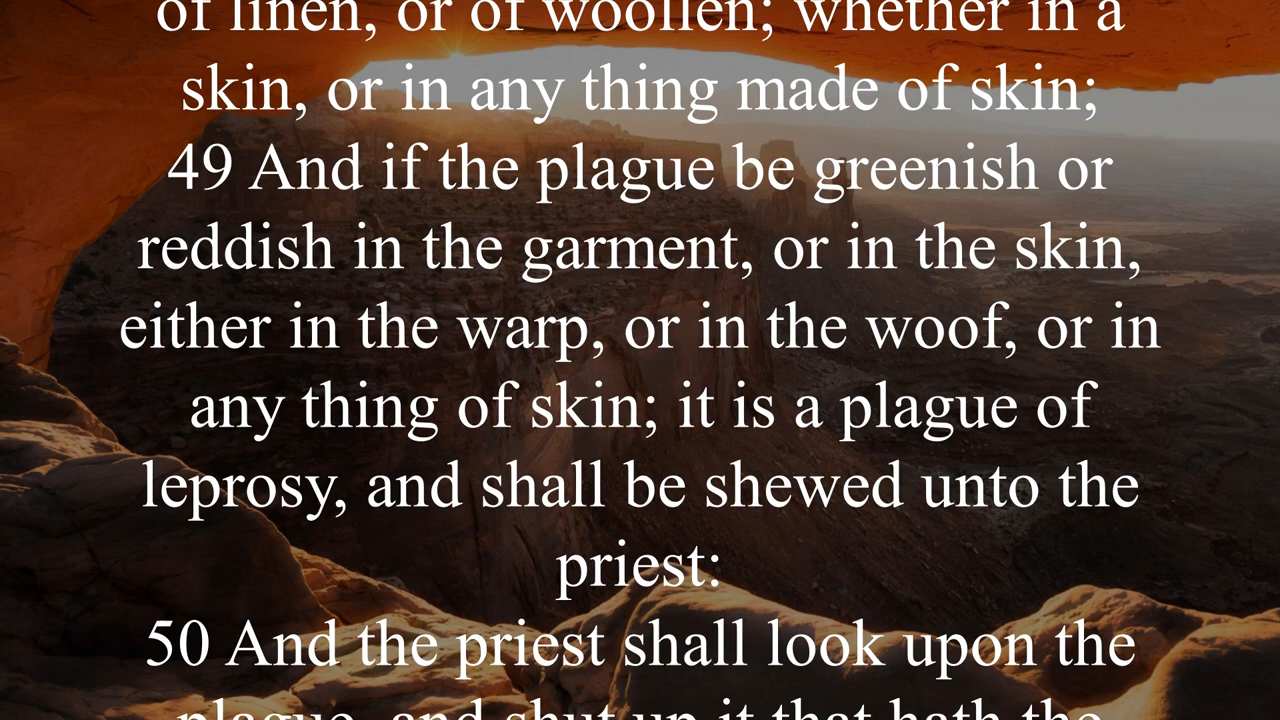 of linen, or of woollen; whether in a
skin, or in any thing made of skin;
49 And if the plague be greenish or
reddish in the garment, or in the skin,
either in the warp, or in the woof, or in
any thing of skin; it is a plague of
leprosy, and shall be shewed unto the
priest:
50 And the priest shall look upon the
plague, and shut up it that hath the